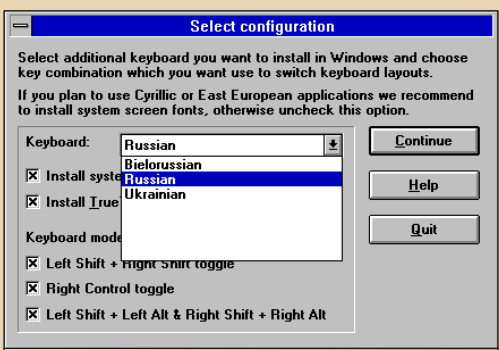 Select configuration
Select additional keyboard you want to install in Windows and choose
key combination which you want use to switch keyboard layouts.
If you plan to use Cyrillic or East European applications we recommend
to install system screen fonts, otherwise uncheck this option.
Keyboard: Russian
Continue
Bielorussian
Install syste
Russian
Help
Install True
Ukrainian
Keyboard mode
Quit
Left Shift + Right Shift toggle
Right Control toggle
Left Shift + Left Alt & Right Shift + Right Alt